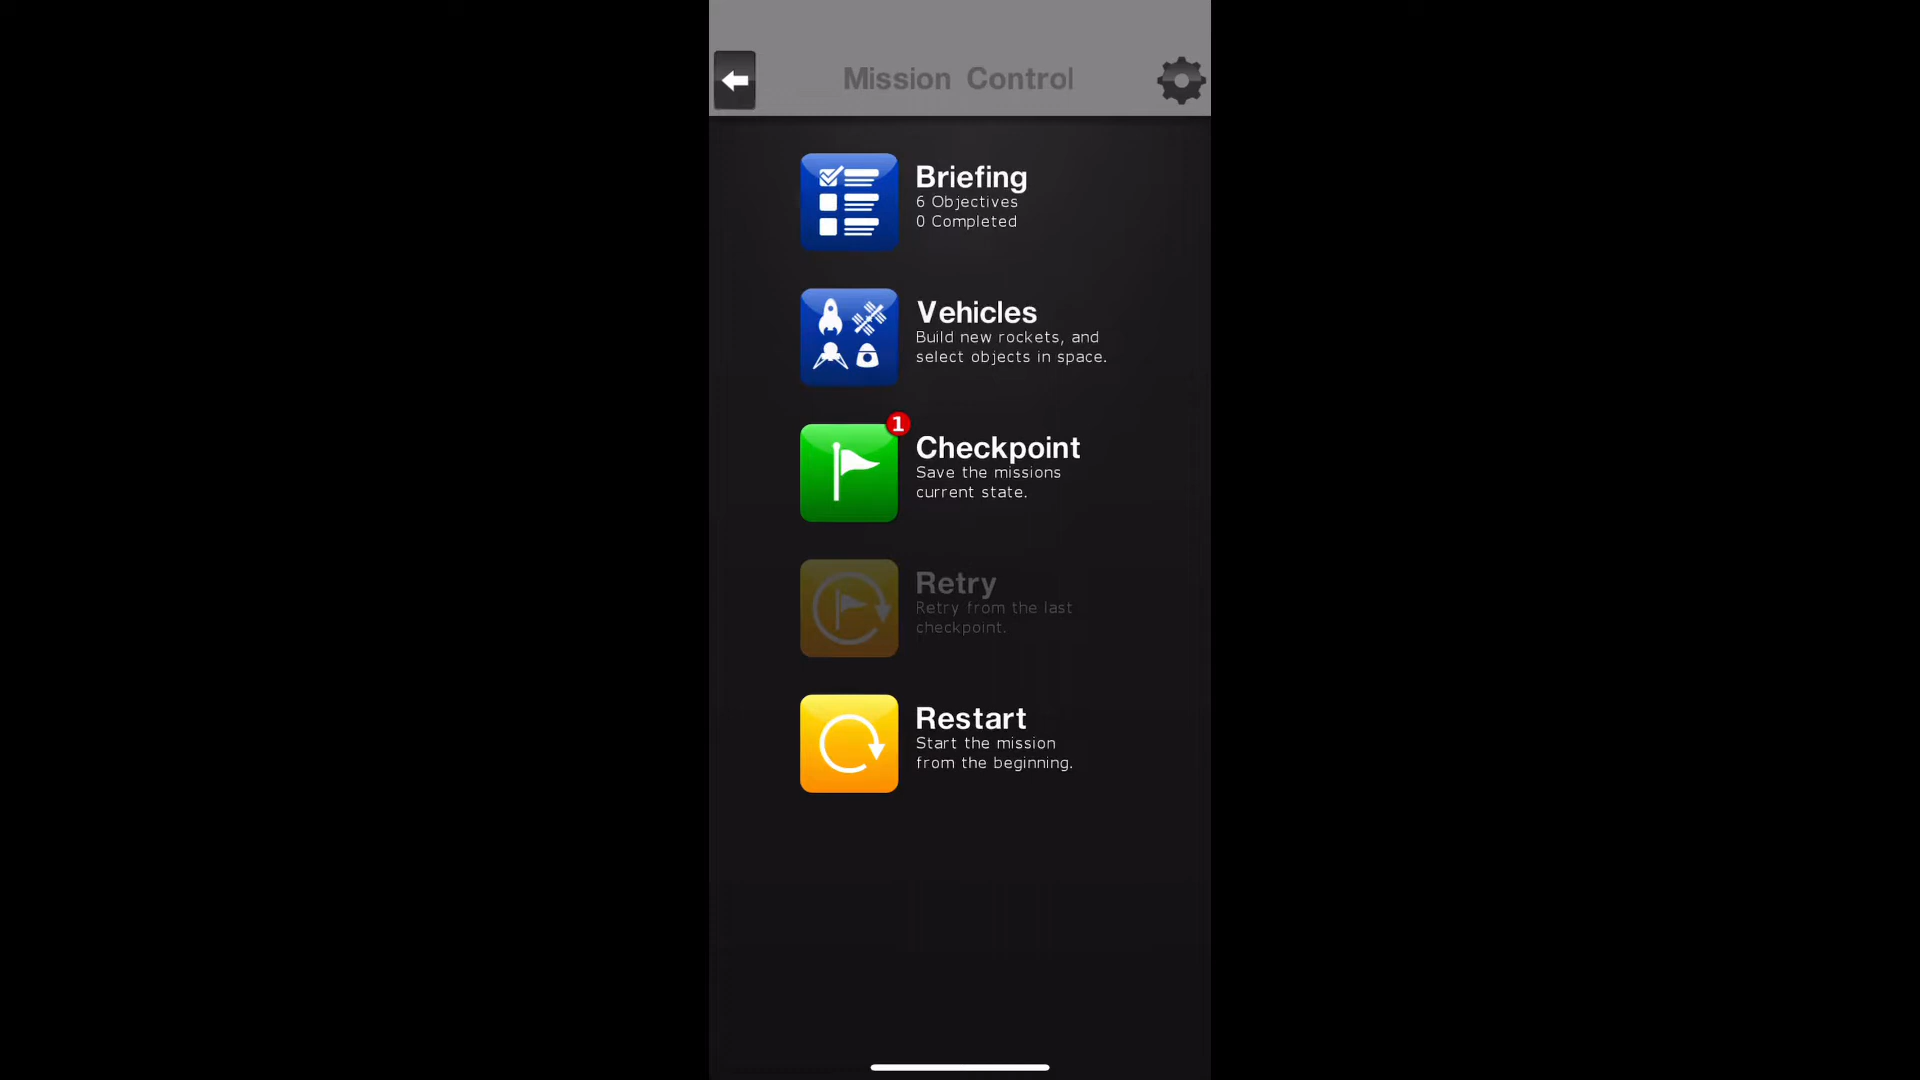 Mission Control
Briefing
6 Objectives
0 Completed
Vehicles
Build new rockets, and
select objects in space.
1
Checkpoint
Save the missions
current state.
Retry
Retry from the last
checkpoint.
Restart
Start the mission
from the beginning.